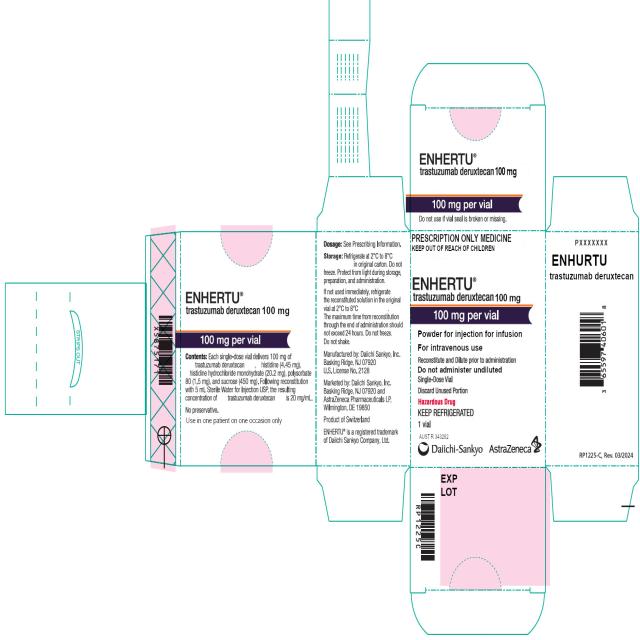 ENHERTU®
trastuzumab deruxtecan 100 mg
100 mg per vial
Do not use if vial seal is broken or missing.
PRESCRIPTION ONLY MEDICINE
KEEP OUT OF REACH OF CHILDREN
ENHERTU®
trastuzumab deruxtecan 100 mg
100 mg per vial
Powder for injection for infusion
For intravenous use
Reconstitute and Dilute prior to administration
Do not administer undiluted
Single-Dose Vial
Discard Unused Portion
Hazardous Drug
KEEP REFRIGERATED
1 vial
AUST R 343202
Daiichi-Sankyo AstraZeneca
EXP
LOT
RP1225C
PXXXXXXX
ENHURTU
trastuzumab deruxtecan
3 65597 40601 8
RP1225-C, Rev. 03/2024
Dosage: See Prescribing Information.
Storage: Refrigerate at 2°C to 8°C
in original carton. Do not
freeze. Protect from light during storage,
preparation, and administration.
If not used immediately, refrigerate
the reconstituted solution in the original
vial at 2°C to 8°C
The maximum time from reconstitution
through the end of administration should
not exceed 24 hours. Do not freeze.
Do not shake.
Manufactured by: Daiichi Sankyo, Inc.
Basking Ridge, NJ 07920
U.S. License No. 2128
Marketed by: Daiichi Sankyo, Inc.
Basking Ridge, NJ 07920 and
AstraZeneca Pharmaceuticals LP,
Wilmington, DE 19850
Product of Switzerland
ENHERTU® is a registered trademark
of Daiichi Sankyo Company, Ltd.
ENHERTU®
trastuzumab deruxtecan 100 mg
100 mg per vial
Contents: Each single-dose vial delivers 100 mg of
trastuzumab deruxtecan , histidine (4.45 mg),
histidine hydrochloride monohydrate (20.2 mg), polysorbate
80 (1.5 mg), and sucrose (450 mg). Following reconstitution
with 5 mL Sterile Water for Injection USP, the resulting
concentration of trastuzumab deruxtecan is 20 mg/mL.
No preservative.
Use in one patient on one occasion only